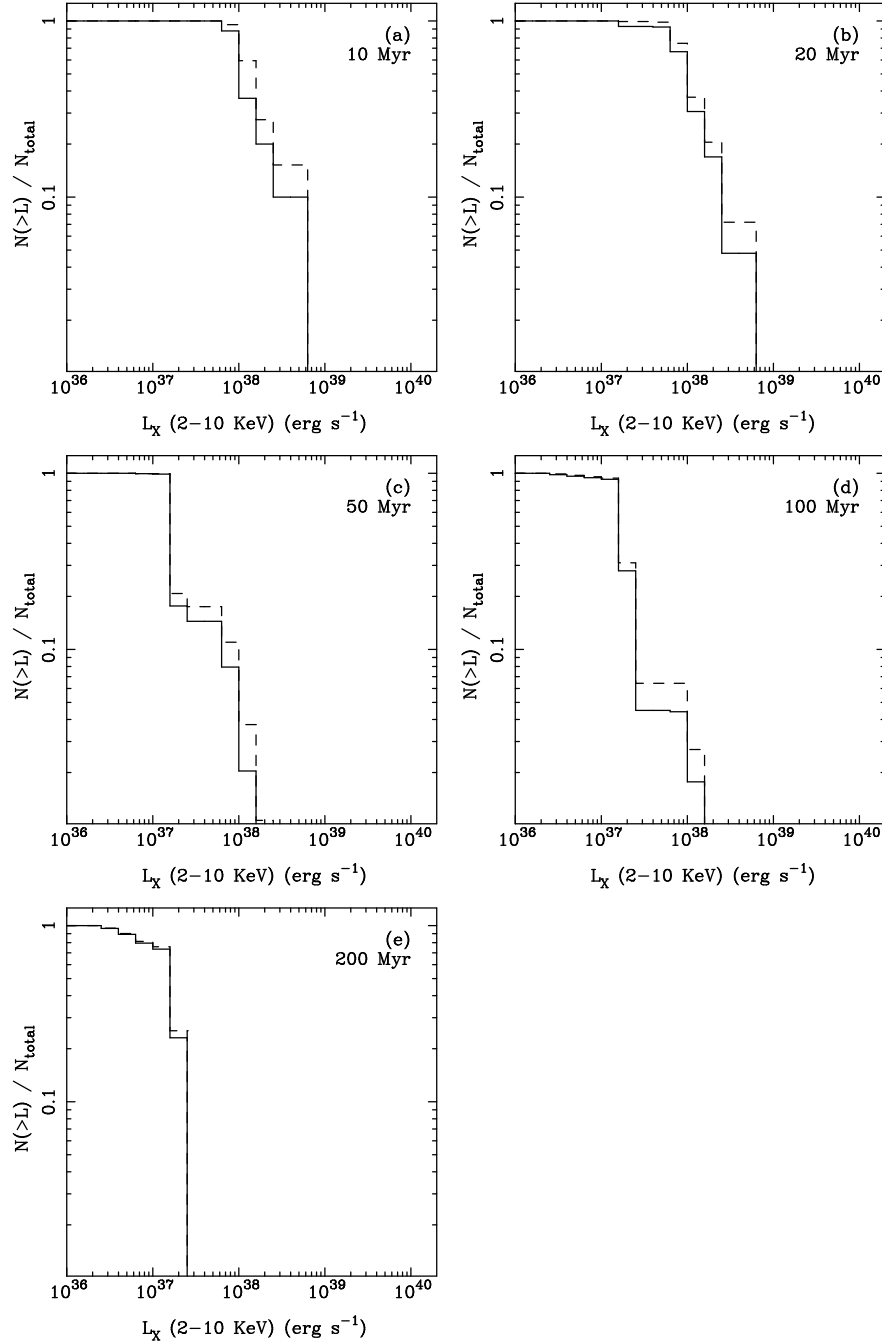 (a)
10 Myr
1
0.1
N(>L) / N_total
10^36 10^37 10^38 10^39 10^40
L_X (2−10 KeV) (erg s^−1)
(b)
20 Myr
1
0.1
N(>L) / N_total
10^36 10^37 10^38 10^39 10^40
L_X (2−10 KeV) (erg s^−1)
(c)
50 Myr
1
0.1
N(>L) / N_total
10^36 10^37 10^38 10^39 10^40
L_X (2−10 KeV) (erg s^−1)
(d)
100 Myr
1
0.1
N(>L) / N_total
10^36 10^37 10^38 10^39 10^40
L_X (2−10 KeV) (erg s^−1)
(e)
200 Myr
1
0.1
N(>L) / N_total
10^36 10^37 10^38 10^39 10^40
L_X (2−10 KeV) (erg s^−1)